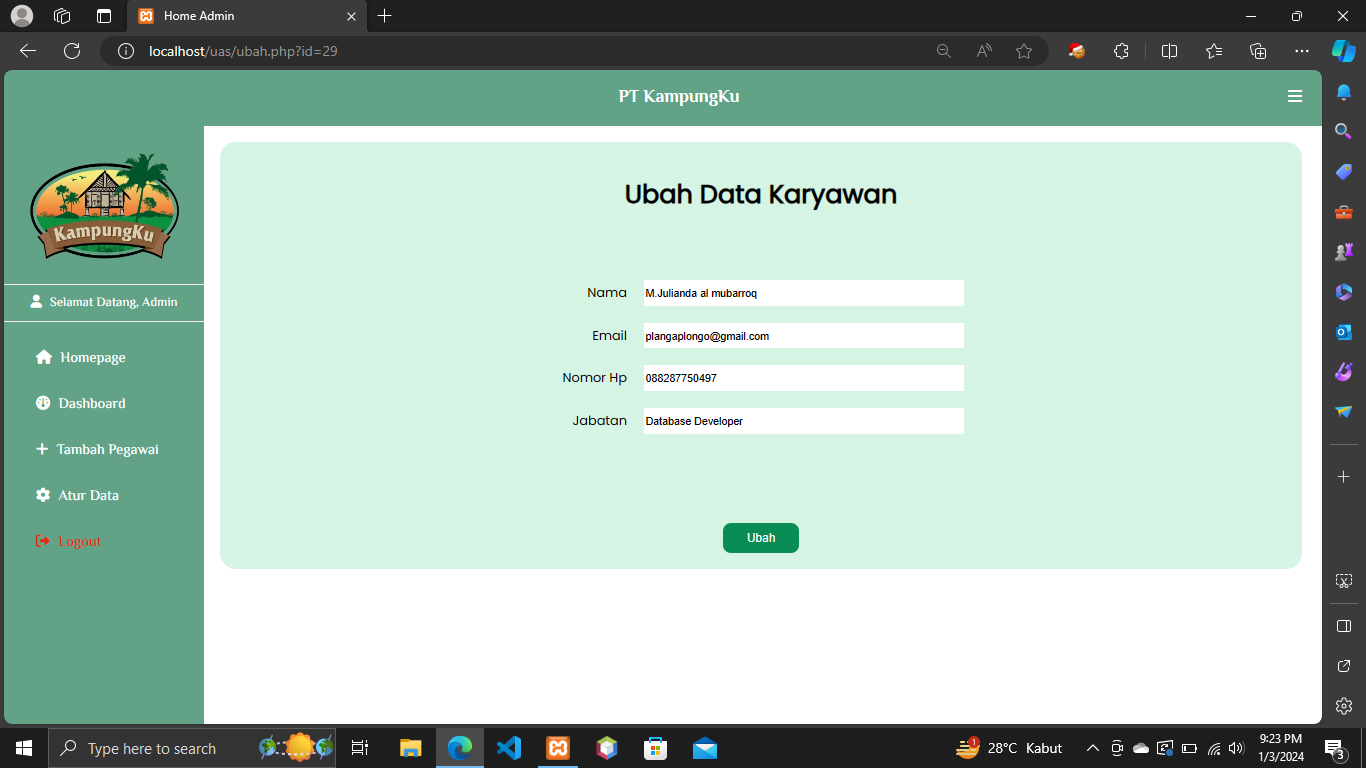 Home Admin
localhost/uas/ubah.php?id=29
PT KampungKu
KampungKu
Selamat Datang, Admin
Homepage
Dashboard
Tambah Pegawai
Atur Data
Logout
Ubah Data Karyawan
Nama M.Julianda al mubarroq
Email plangaplongo@gmail.com
Nomor Hp 088287750497
Jabatan Database Developer
Ubah
Type here to search
1
28°C Kabut
9:23 PM
1/3/2024
3